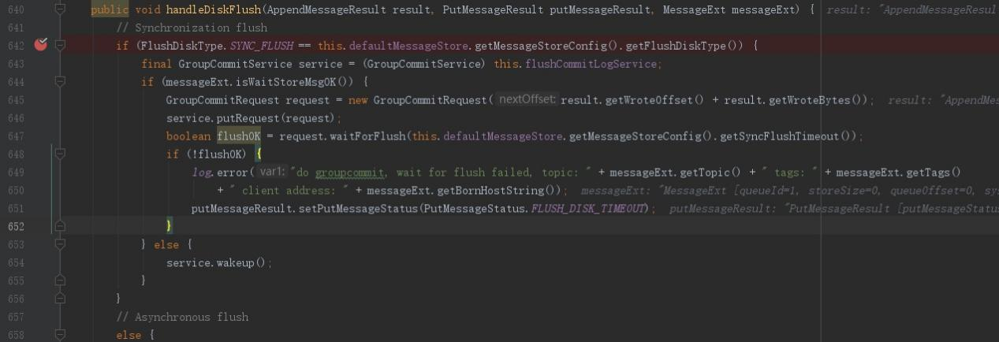 640 public void handleDiskFlush(AppendMessageResult result, PutMessageResult putMessageResult, MessageExt messageExt) { result: "AppendMessageResul
641 // Synchronization flush
642 if (FlushDiskType.SYNC_FLUSH == this.defaultMessageStore.getMessageStoreConfig().getFlushDiskType()) {
643 final GroupCommitService service = (GroupCommitService) this.flushCommitLogService;
644 if (messageExt.isWaitStoreMsgOK()) {
645 GroupCommitRequest request = new GroupCommitRequest( nextOffset: result.getWroteOffset() + result.getWroteBytes()); result: "AppendMes
646 service.putRequest(request);
647 boolean flushOK = request.waitForFlush(this.defaultMessageStore.getMessageStoreConfig().getSyncFlushTimeout());
648 if (!flushOK) {
649 log.error( var1: "do groupcommit, wait for flush failed, topic: " + messageExt.getTopic() + " tags: " + messageExt.getTags()
650 + " client address: " + messageExt.getBornHostString()); messageExt: "MessageExt [queueId=1, storeSize=0, queueOffset=0, sy
651 putMessageResult.setPutMessageStatus(PutMessageStatus.FLUSH_DISK_TIMEOUT); putMessageResult: "PutMessageResult [putMessageStatu
652 }
653 } else {
654 service.wakeup();
655 }
656 }
657 // Asynchronous flush
658 else {